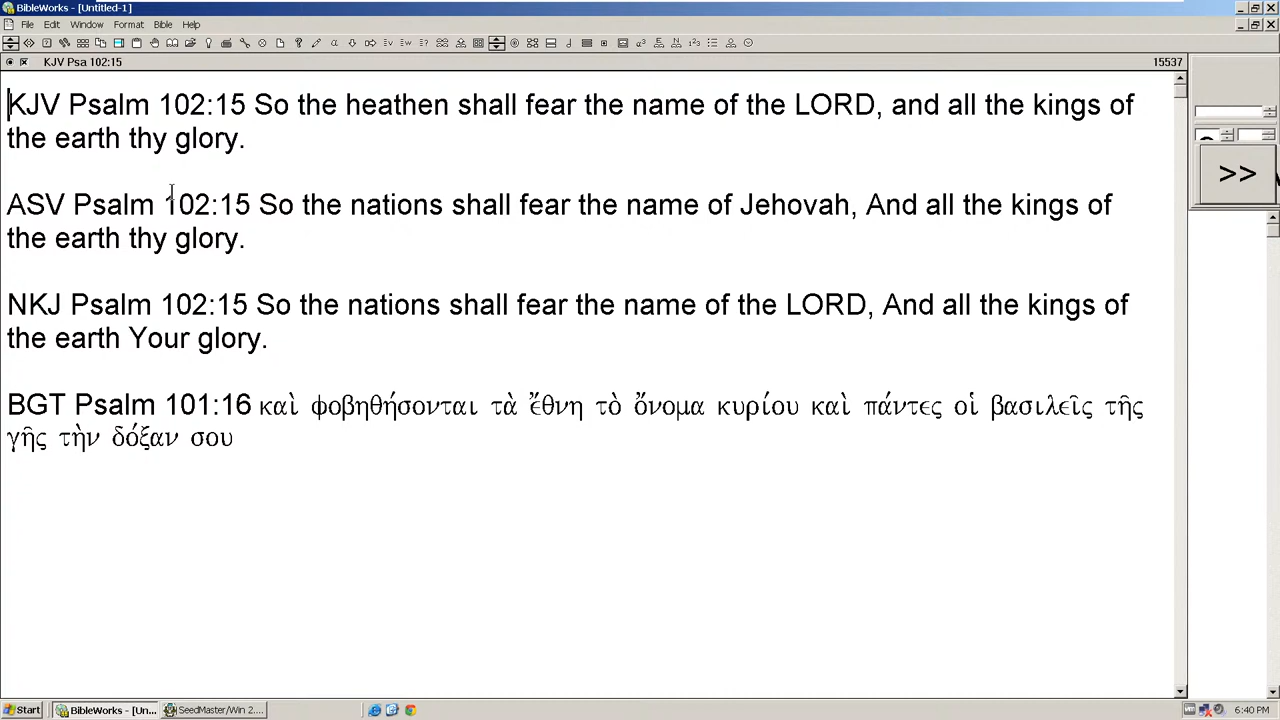 BibleWorks - [Untitled-1]
File Edit Window Format Bible Help
KJV Psa 102:15 15537
KJV Psalm 102:15 So the heathen shall fear the name of the LORD, and all the kings of
the earth thy glory.
ASV Psalm 102:15 So the nations shall fear the name of Jehovah, And all the kings of
the earth thy glory.
NKJ Psalm 102:15 So the nations shall fear the name of the LORD, And all the kings of
the earth Your glory.
BGT Psalm 101:16 καὶ φοβηθήσονται τὰ ἔθνη τὸ ὄνομα κυρίου καὶ πάντες οἱ βασιλεῖς τῆς
γῆς τὴν δόξαν σου
>>
Start BibleWorks - [Un... SeedMaster/Win 2.... 6:40 PM